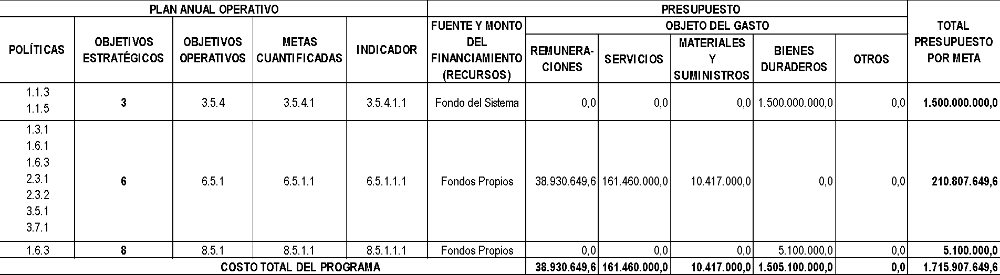 PLAN ANUAL OPERATIVO PRESUPUESTO TOTAL PRESUPUESTO POR META
POLÍTICAS OBJETIVOS ESTRATÉGICOS OBJETIVOS OPERATIVOS METAS CUANTIFICADAS INDICADOR FUENTE Y MONTO DEL FINANCIAMIENTO (RECURSOS) OBJETO DEL GASTO
REMUNERA-CIONES SERVICIOS MATERIALES Y SUMINISTROS BIENES DURADEROS OTROS
1.1.3
1.1.5
3 3.5.4 3.5.4.1 3.5.4.1.1 Fondo del Sistema 0,0 0,0 0,0 1.500.000.000,0 0,0 1.500.000.000,0
1.3.1
1.6.1
1.6.3
2.3.1
2.3.2
3.5.1
3.7.1
6 6.5.1 6.5.1.1 6.5.1.1.1 Fondos Propios 38.930.649,6 161.460.000,0 10.417.000,0 0,0 0,0 210.807.649,6
1.6.3 8 8.5.1 8.5.1.1 8.5.1.1.1 Fondos Propios 0,0 0,0 0,0 5.100.000,0 0,0 5.100.000,0
COSTO TOTAL DEL PROGRAMA 38.930.649,6 161.460.000,0 10.417.000,0 1.505.100.000,0 0,0 1.715.907.649,6